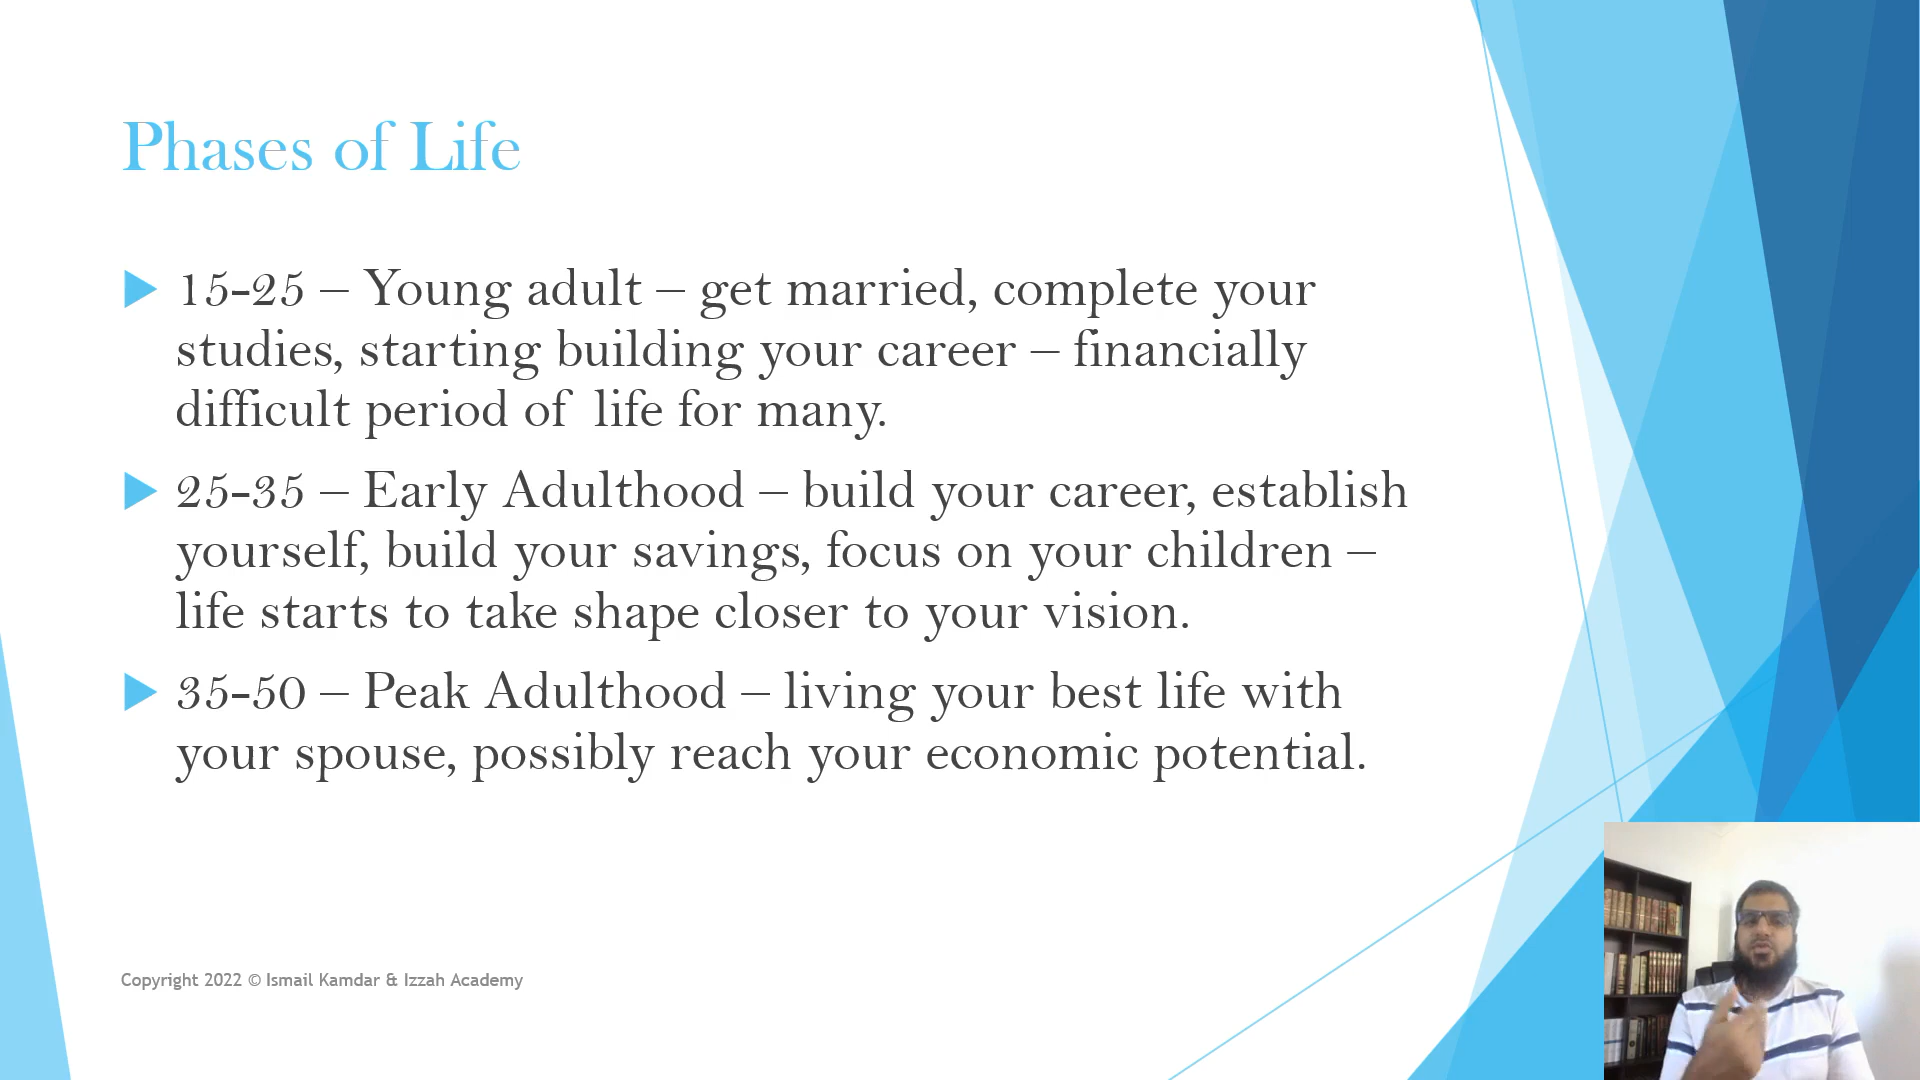 Phases of Life
15-25 – Young adult – get married, complete your
studies, starting building your career – financially
difficult period of life for many.
25-35 – Early Adulthood – build your career, establish
yourself, build your savings, focus on your children –
life starts to take shape closer to your vision.
35-50 – Peak Adulthood – living your best life with
your spouse, possibly reach your economic potential.
Copyright 2022 © Ismail Kamdar & Izzah Academy